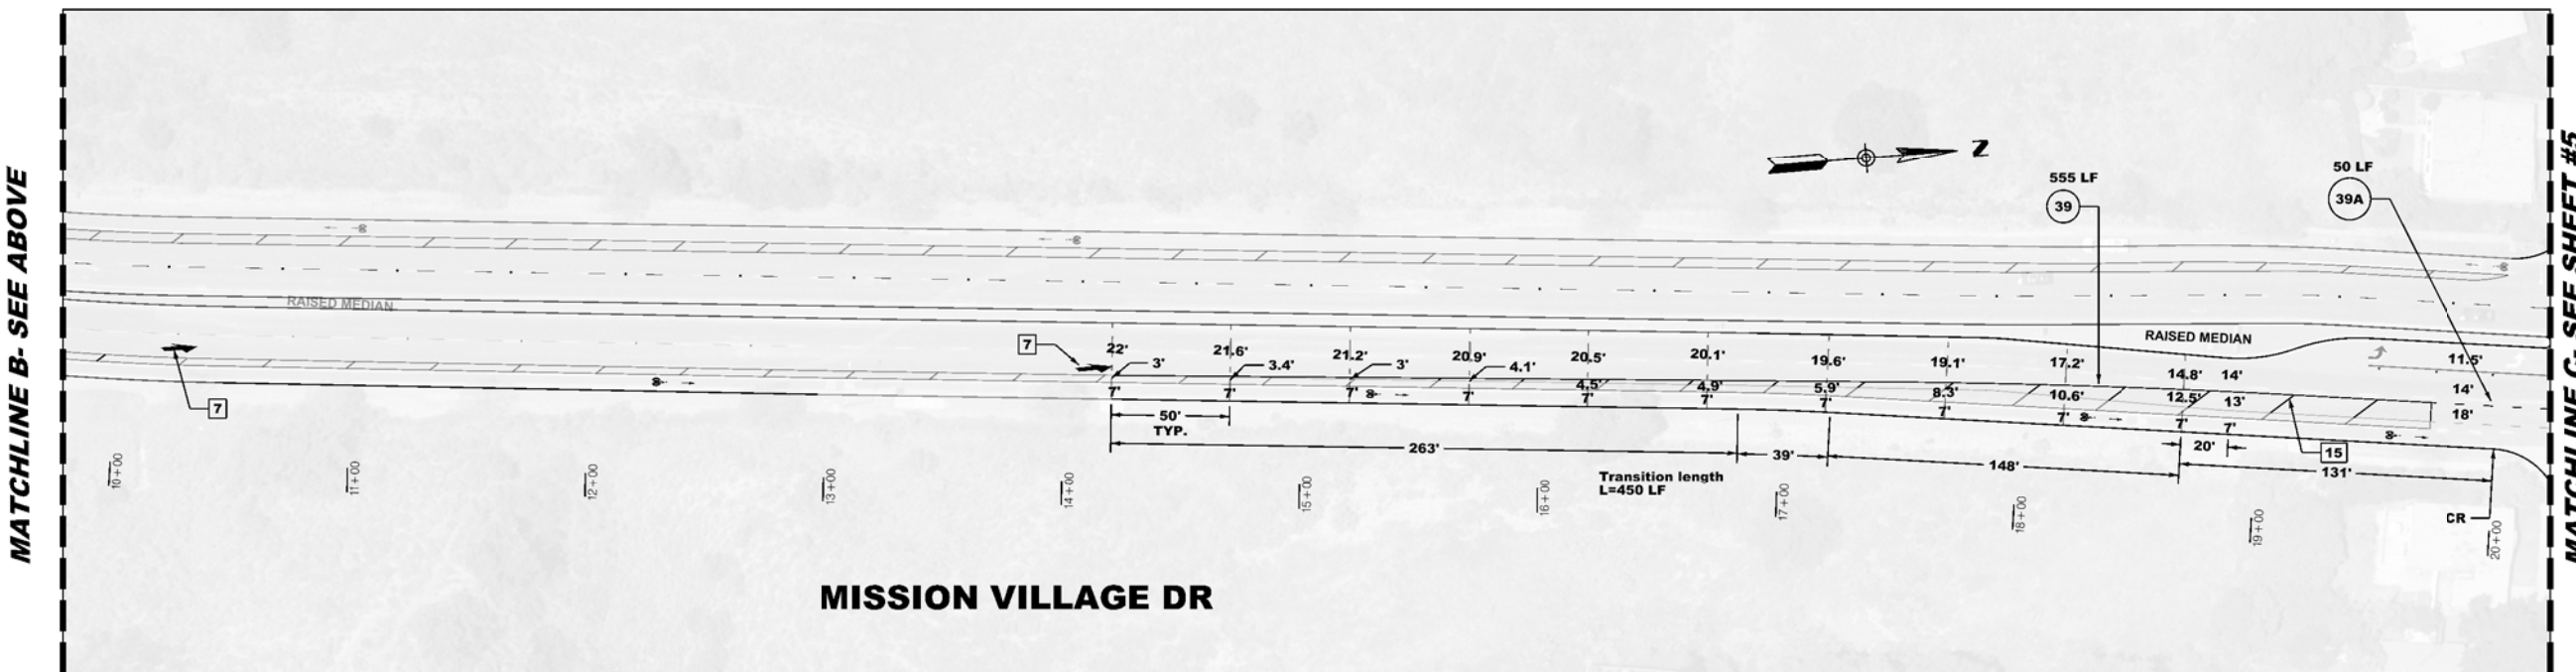 MATCHLINE B- SEE ABOVE
MATCHLINE C- SEE SHEET #5
Z
555 LF
39
50 LF
39A
RAISED MEDIAN
RAISED MEDIAN
7
7
22' 21.6' 21.2' 20.9' 20.5' 20.1' 19.6' 19.1' 17.2' 14.8' 14' 11.5'
3' 3.4' 3' 4.1' 4.5' 4.9' 5.9' 8.3' 10.6' 12.5' 13' 14'
7' 7' 7' 7' 7' 7' 7' 7' 7' 7' 7' 18'
50'
TYP.
263'
39'
148'
20'
15
131'
Transition length
L=450 LF
CR
10+00 11+00 12+00 13+00 14+00 15+00 16+00 17+00 18+00 19+00 20+00
MISSION VILLAGE DR